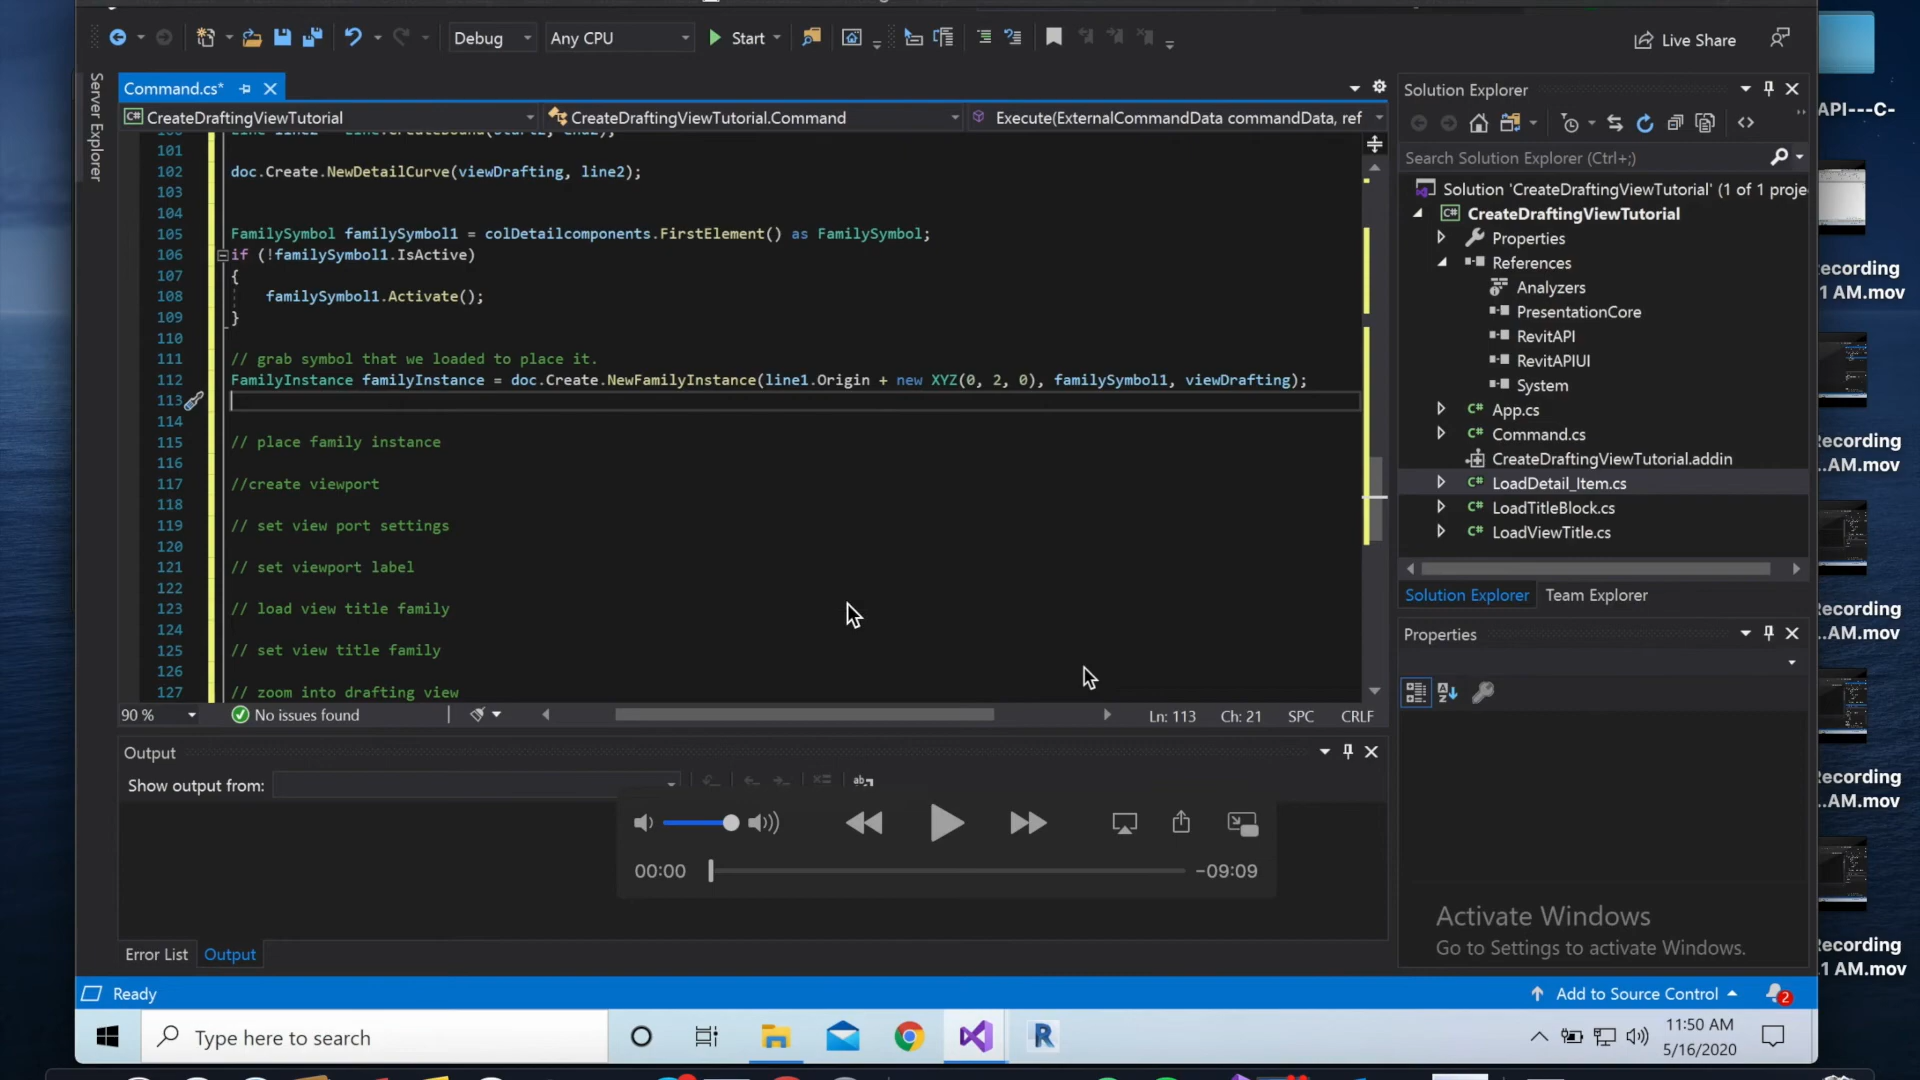 Debug
Any CPU
Start
Live Share
Server Explorer
Command.cs*
CreateDraftingViewTutorial
CreateDraftingViewTutorial.Command
Execute(ExternalCommandData commandData, ref
101
102 doc.Create.NewDetailCurve(viewDrafting, line2);
103
104
105 FamilySymbol familySymbol1 = colDetailcomponents.FirstElement() as FamilySymbol;
106 if (!familySymbol1.IsActive)
107 {
108 familySymbol1.Activate();
109 }
110
111 // grab symbol that we loaded to place it.
112 FamilyInstance familyInstance = doc.Create.NewFamilyInstance(line1.Origin + new XYZ(0, 2, 0), familySymbol1, viewDrafting);
113
114
115 // place family instance
116
117 //create viewport
118
119 // set view port settings
120
121 // set viewport label
122
123 // load view title family
124
125 // set view title family
126
127 // zoom into drafting view
90 %
No issues found
Ln: 113
Ch: 21
SPC
CRLF
Output
Show output from:
00:00
-09:09
Error List
Output
Solution Explorer
Search Solution Explorer (Ctrl+;)
Solution 'CreateDraftingViewTutorial' (1 of 1 proje
CreateDraftingViewTutorial
Properties
References
Analyzers
PresentationCore
RevitAPI
RevitAPIUI
System
App.cs
Command.cs
CreateDraftingViewTutorial.addin
LoadDetail_Item.cs
LoadTitleBlock.cs
LoadViewTitle.cs
Solution Explorer
Team Explorer
Properties
Activate Windows
Go to Settings to activate Windows.
Ready
Add to Source Control
2
Type here to search
11:50 AM
5/16/2020
API---C-
ecording
1 AM.mov
ecording
..AM.mov
ecording
..AM.mov
ecording
..AM.mov
ecording
1 AM.mov